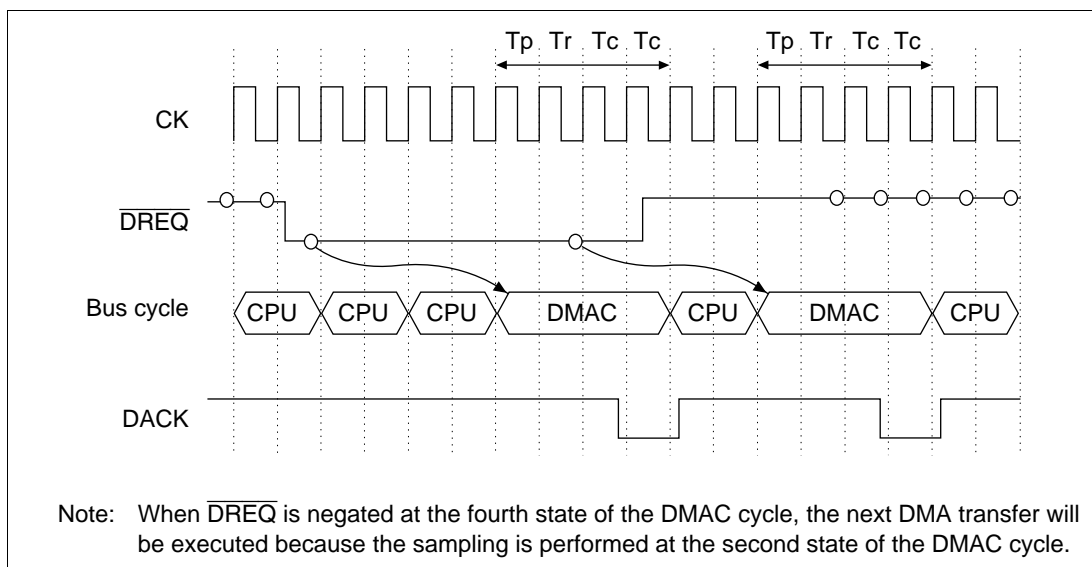 Tp Tr Tc Tc Tp Tr Tc Tc
CK
DREQ
Bus cycle CPU CPU CPU DMAC CPU DMAC CPU
DACK
Note: When DREQ is negated at the fourth state of the DMAC cycle, the next DMA transfer will
be executed because the sampling is performed at the second state of the DMAC cycle.